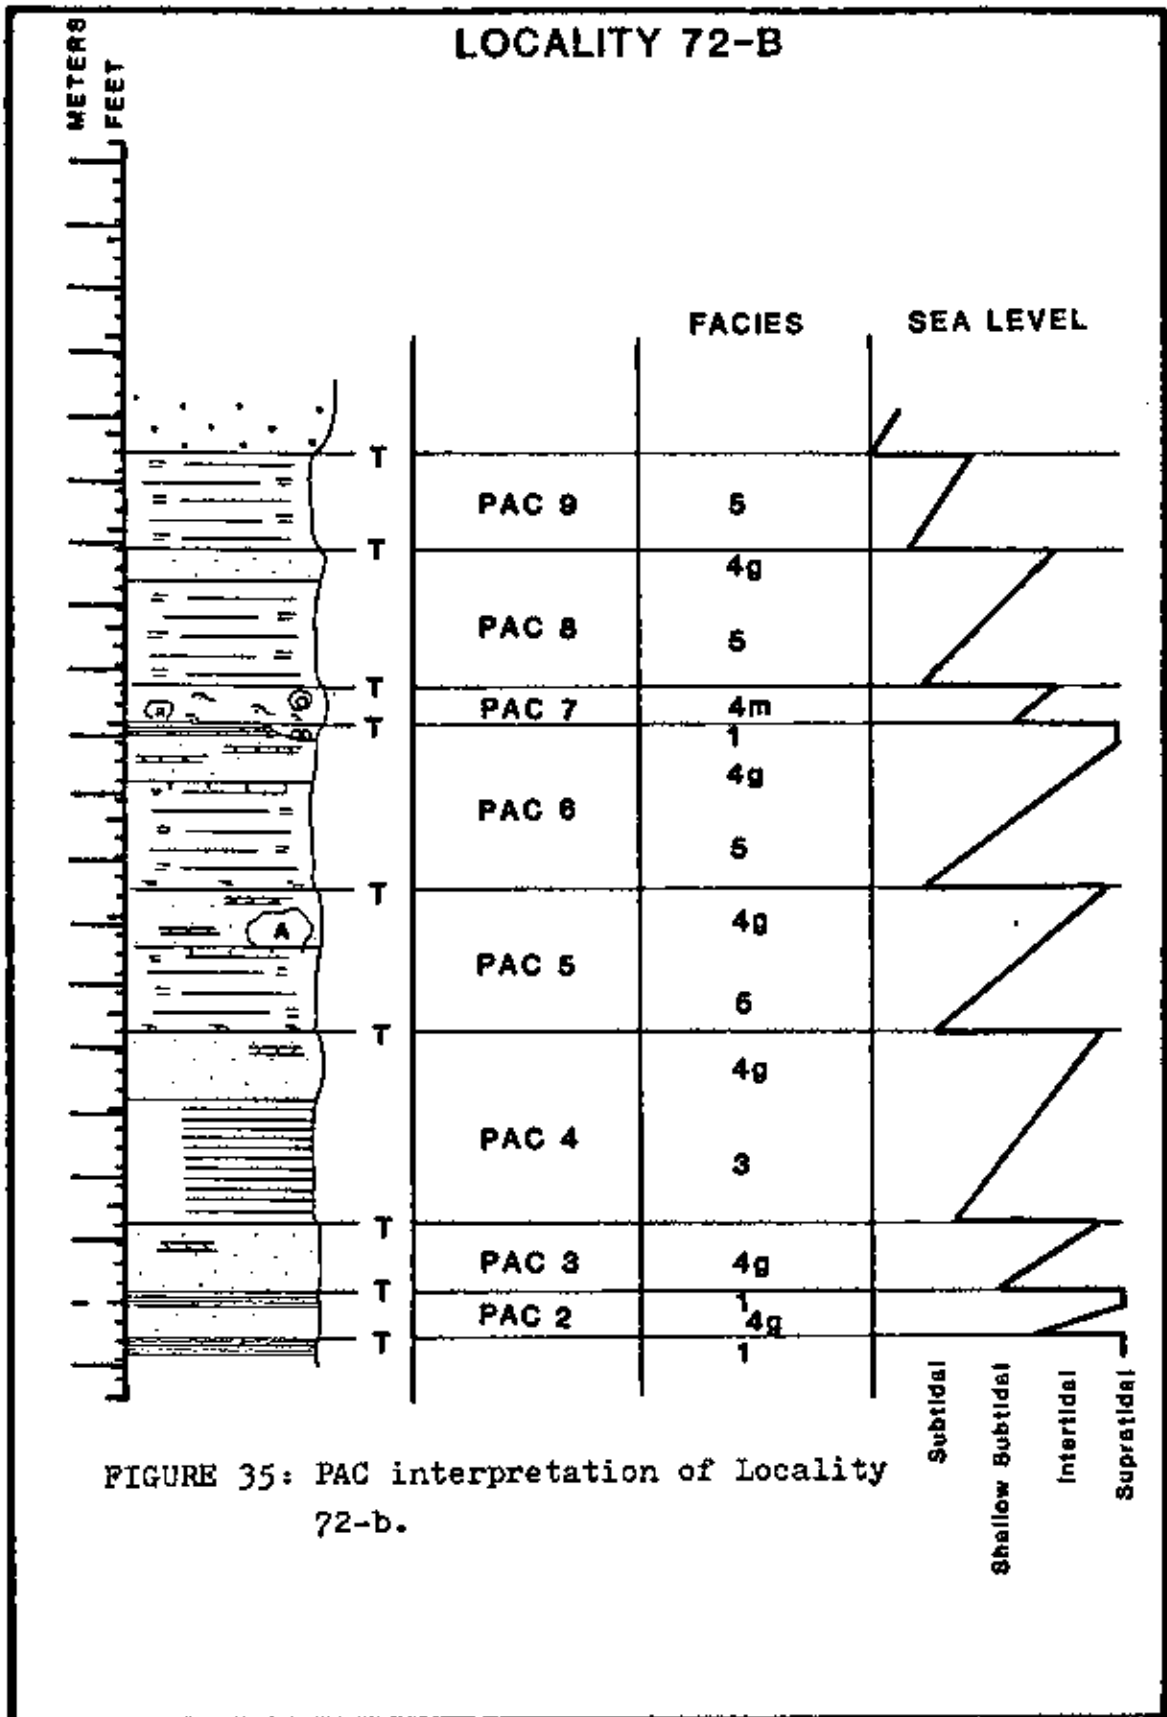 LOCALITY 72-B
METERS
FEET
FACIES
SEA LEVEL
T
PAC 9
5
T
4g
PAC 8
5
T
PAC 7
4m
T
1
4g
PAC 6
5
T
4g
A
PAC 5
T
4g
PAC 4
3
T
PAC 3
4g
T
1
PAC 2
4g
T
1
Subtidal
Shallow Subtidal
Intertidal
Supratidal
FIGURE 35: PAC interpretation of Locality
72-b.